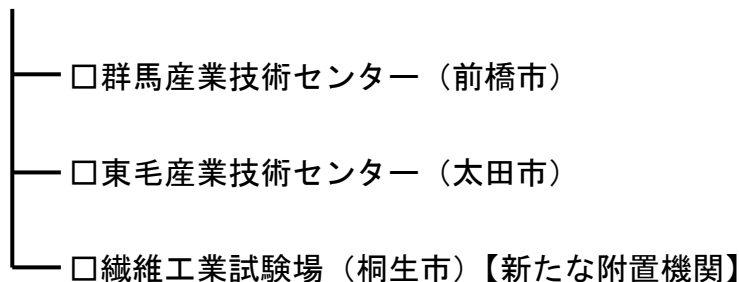 □群馬産業技術センター（前橋市）
□東毛産業技術センター（太田市）
□繊維工業試験場（桐生市）【新たな附置機関】